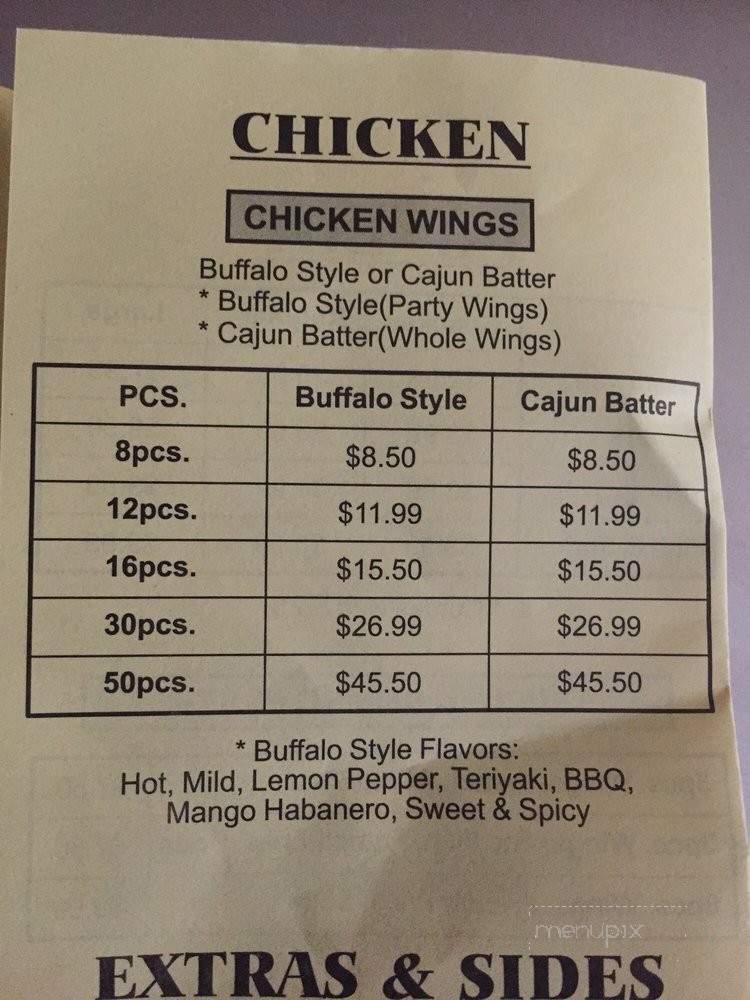 CHICKEN
CHICKEN WINGS
Buffalo Style or Cajun Batter
* Buffalo Style(Party Wings)
* Cajun Batter(Whole Wings)
PCS. Buffalo Style Cajun Batter
8pcs. $8.50 $8.50
12pcs. $11.99 $11.99
16pcs. $15.50 $15.50
30pcs. $26.99 $26.99
50pcs. $45.50 $45.50
* Buffalo Style Flavors:
Hot, Mild, Lemon Pepper, Teriyaki, BBQ,
Mango Habanero, Sweet & Spicy
menupix
EXTRAS & SIDES